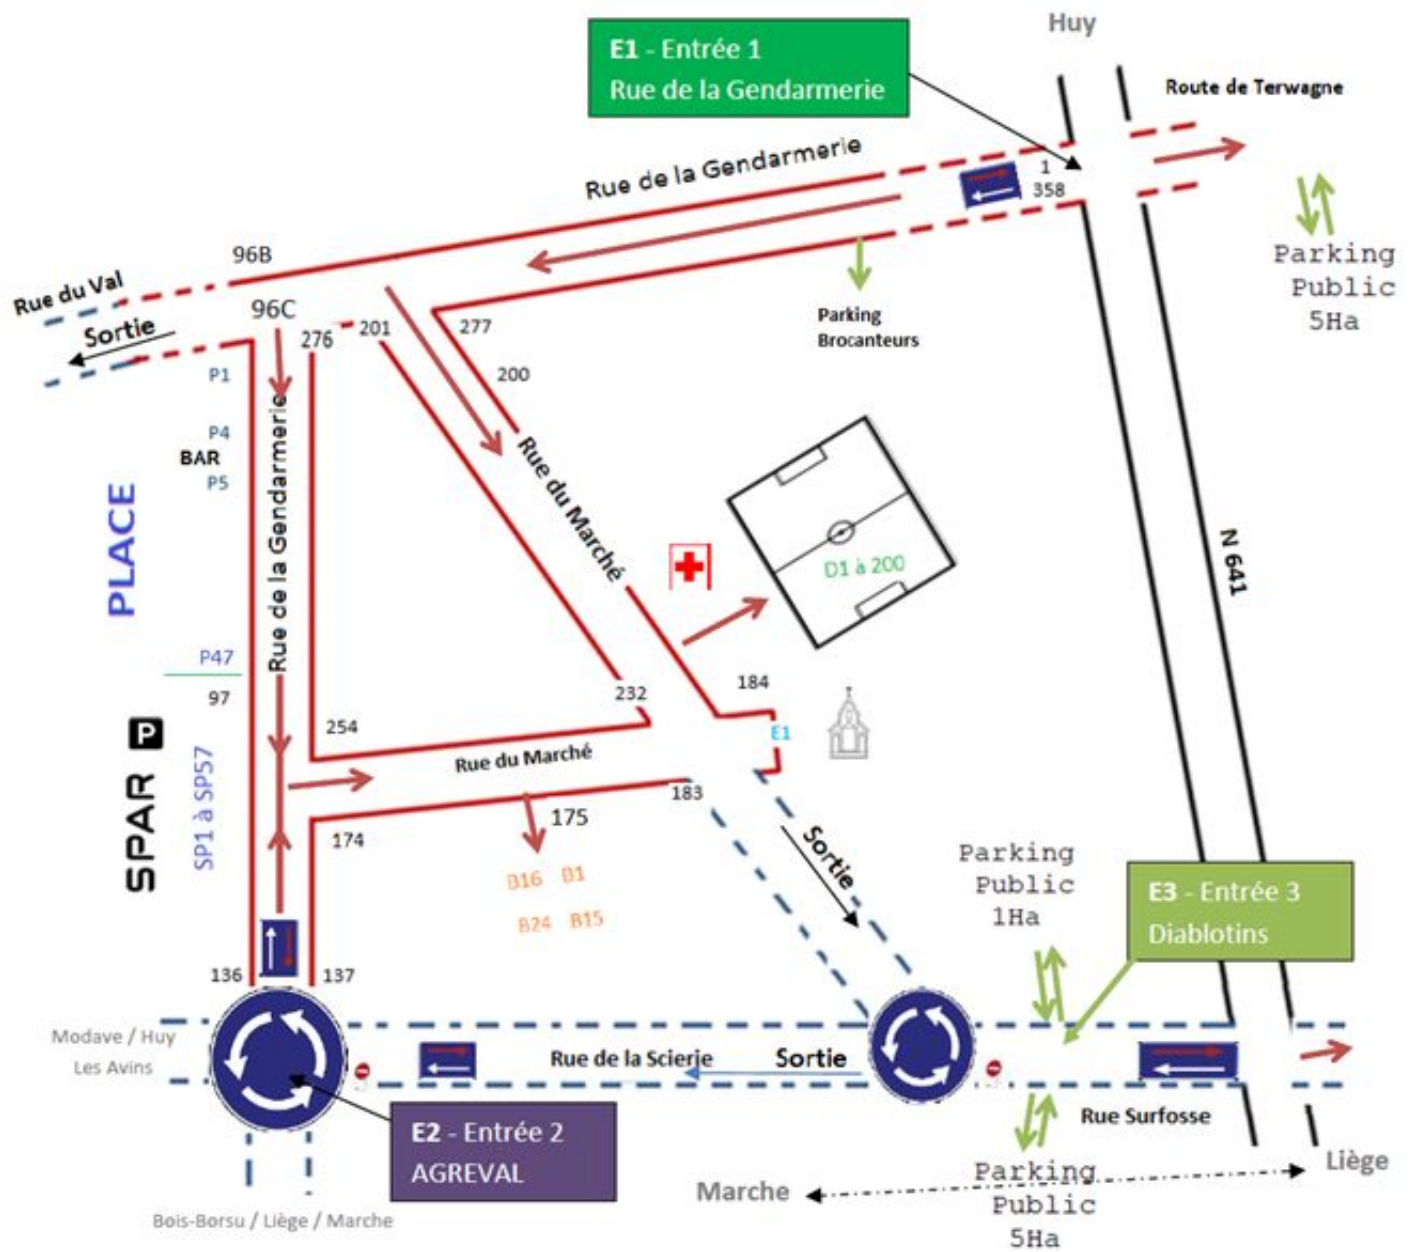 Huy
E1 - Entrée 1
Rue de la Gendarmerie
Route de Terwagne
Rue de la Gendarmerie
1
358
96B
Rue du Val
Sortie
96C
276
201
277
200
Parking
Brocanteurs
Parking
Public
5Ha
P1
P4
BAR
P5
PLACE
Rue de la Gendarmerie
Rue du Marché
D1 à 200
N 641
P47
97
232
184
E1
254
Rue du Marché
SPAR P
SP1 à SP57
174
175
183
B16 B1
B24 B15
Sortie
Parking
Public
1Ha
E3 - Entrée 3
Diablotins
136
137
Modave / Huy
Les Avins
Rue de la Scierie
Sortie
Rue Surfosse
E2 - Entrée 2
AGREVAL
Marche
Liège
Parking
Public
5Ha
Bois-Borsu / Liège / Marche